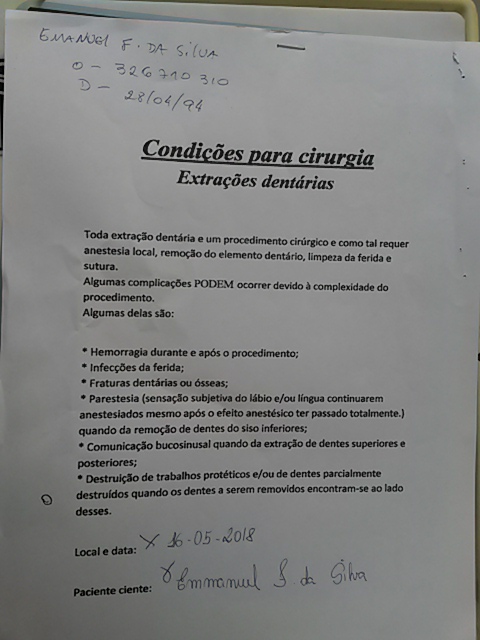 EMANUEL F. DA SILVA
O - 326710310
D - 28/04/94
Condições para cirurgia
Extrações dentárias
Toda extração dentária e um procedimento cirúrgico e como tal requer
anestesia local, remoção do elemento dentário, limpeza da ferida e
sutura.
Algumas complicações PODEM ocorrer devido à complexidade do
procedimento.
Algumas delas são:
* Hemorragia durante e após o procedimento;
* Infecções da ferida;
* Fraturas dentárias ou ósseas;
* Parestesia (sensação subjetiva do lábio e/ou língua continuarem
anestesiados mesmo após o efeito anestésico ter passado totalmente.)
quando da remoção de dentes do siso inferiores;
* Comunicação bucosinusal quando da extração de dentes superiores e
posteriores;
* Destruição de trabalhos protéticos e/ou de dentes parcialmente
destruídos quando os dentes a serem removidos encontram-se ao lado
desses.
Local e data: X 16-05-2018
Paciente ciente: X Emmanuel F da Silva